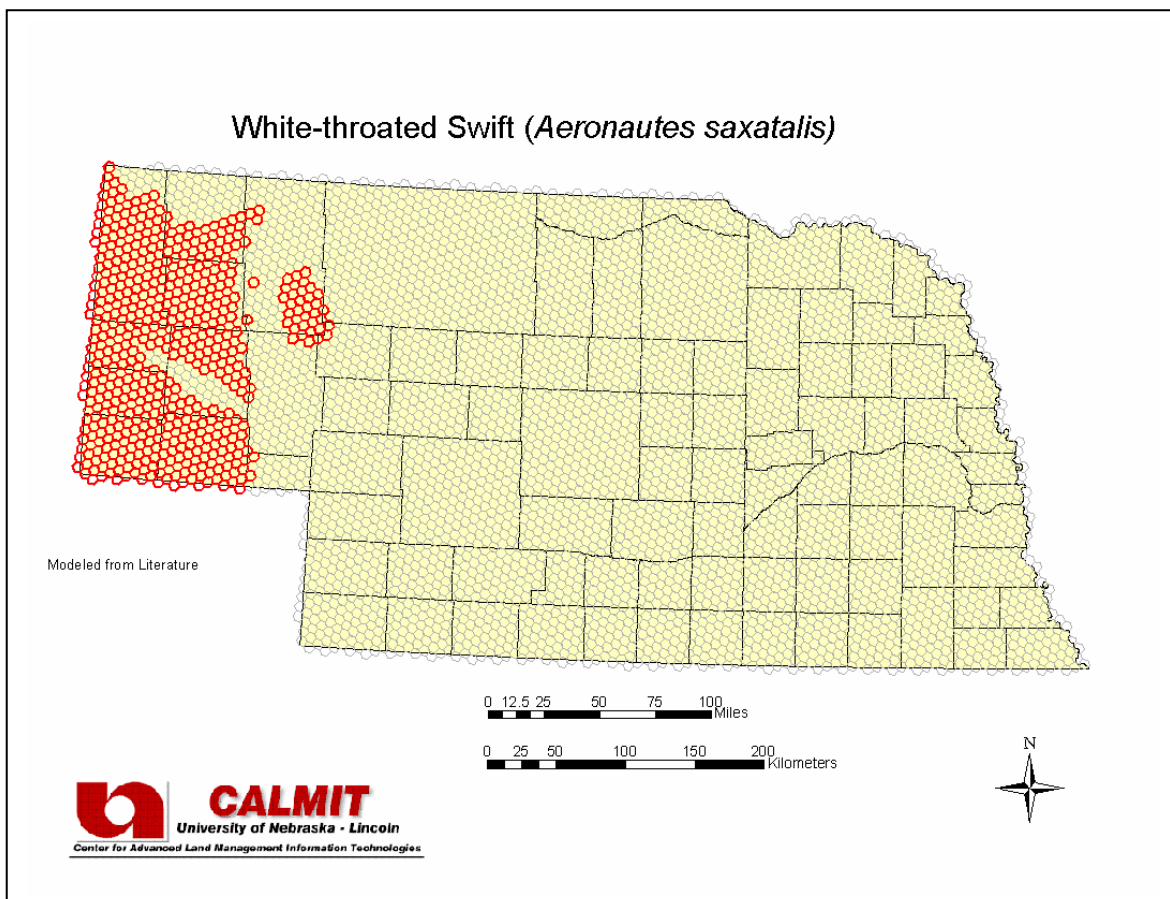 White-throated Swift (Aeronautes saxatalis)
Modeled from Literature
0 12.5 25 50 75 100
Miles
0 25 50 100 150 200
Kilometers
N
CALMIT
University of Nebraska - Lincoln
Center for Advanced Land Management Information Technologies